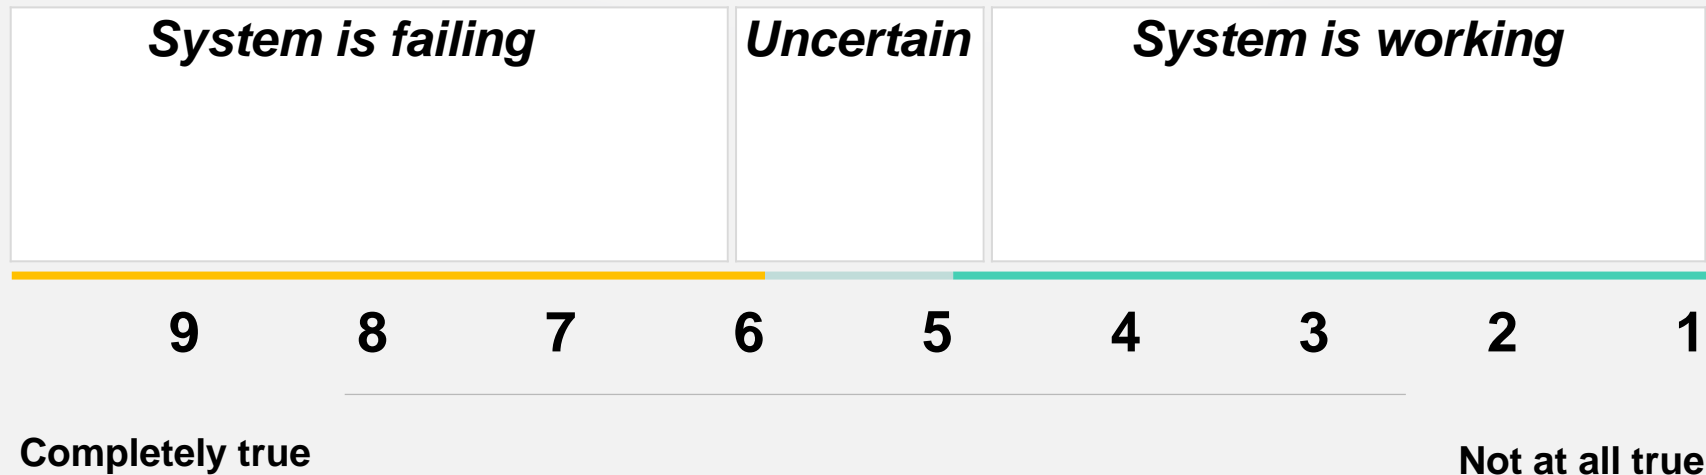 System is failing Uncertain System is working
9 8 7 6 5 4 3 2 1
Completely true Not at all true